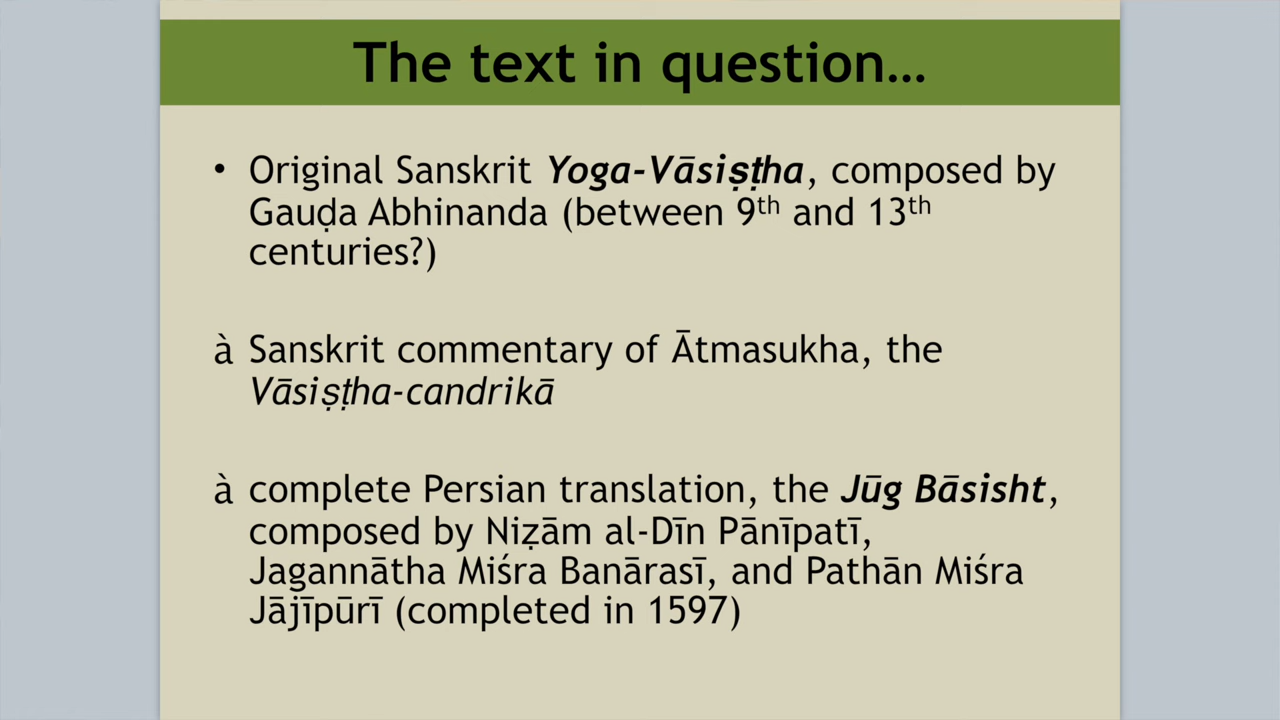 The text in question…
• Original Sanskrit Yoga-Vāsiṣṭha, composed by
Gauḍa Abhinanda (between 9th and 13th
centuries?)
à Sanskrit commentary of Ātmasukha, the
Vāsiṣṭha-candrikā
à complete Persian translation, the Jūg Bāsisht,
composed by Niẓām al-Dīn Pānīpatī,
Jagannātha Miśra Banārasī, and Pathān Miśra
Jājīpūrī (completed in 1597)